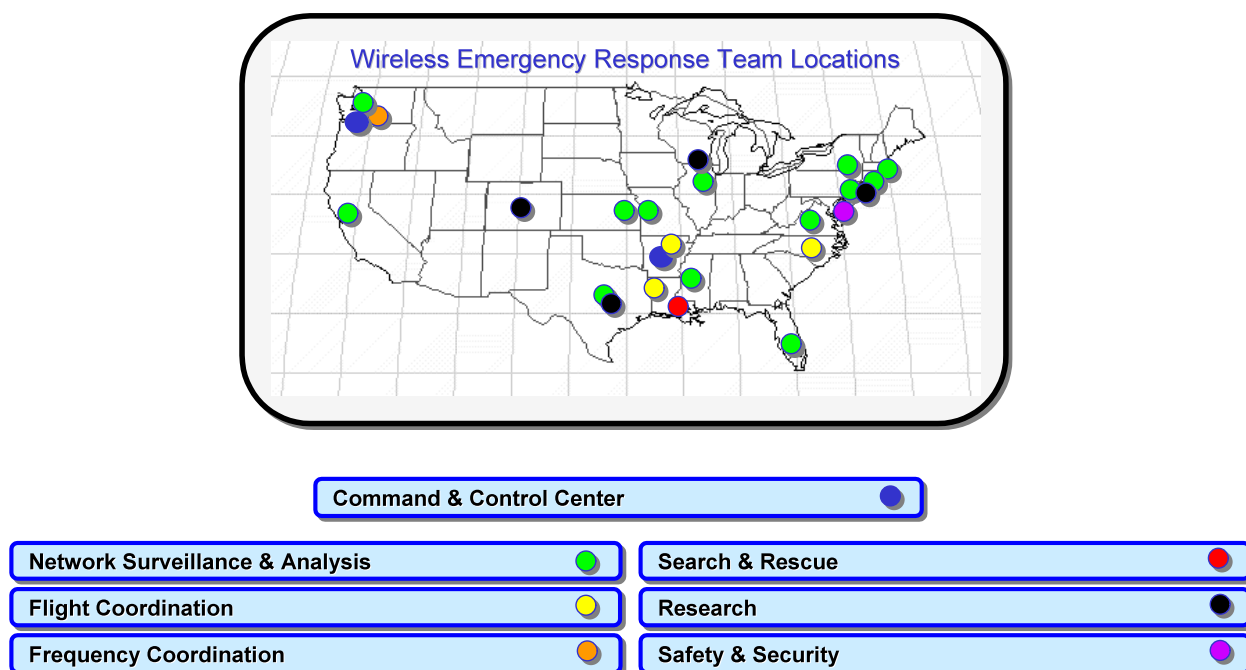 Wireless Emergency Response Team Locations
Command & Control Center
Network Surveillance & Analysis
Search & Rescue
Flight Coordination
Research
Frequency Coordination
Safety & Security